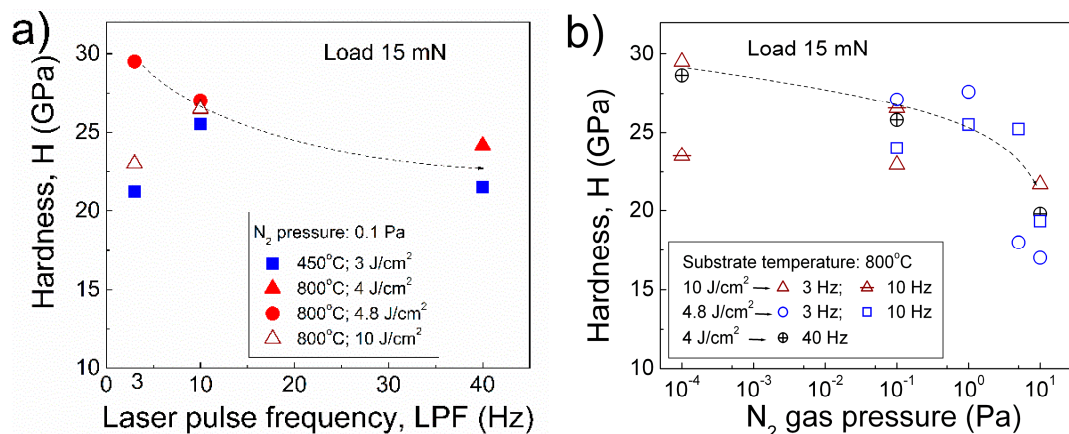 a)
Load 15 mN
Hardness, H (GPa)
30
25
20
15
10
N₂ pressure: 0.1 Pa
450°C; 3 J/cm²
800°C; 4 J/cm²
800°C; 4.8 J/cm²
800°C; 10 J/cm²
0 3 10 20 30 40
Laser pulse frequency, LPF (Hz)
b)
Load 15 mN
Hardness, H (GPa)
30
25
20
15
10
Substrate temperature: 800°C
10 J/cm² 3 Hz; 10 Hz
4.8 J/cm² 3 Hz; 10 Hz
4 J/cm² 40 Hz
10⁻⁴ 10⁻³ 10⁻² 10⁻¹ 10⁰ 10¹
N₂ gas pressure (Pa)